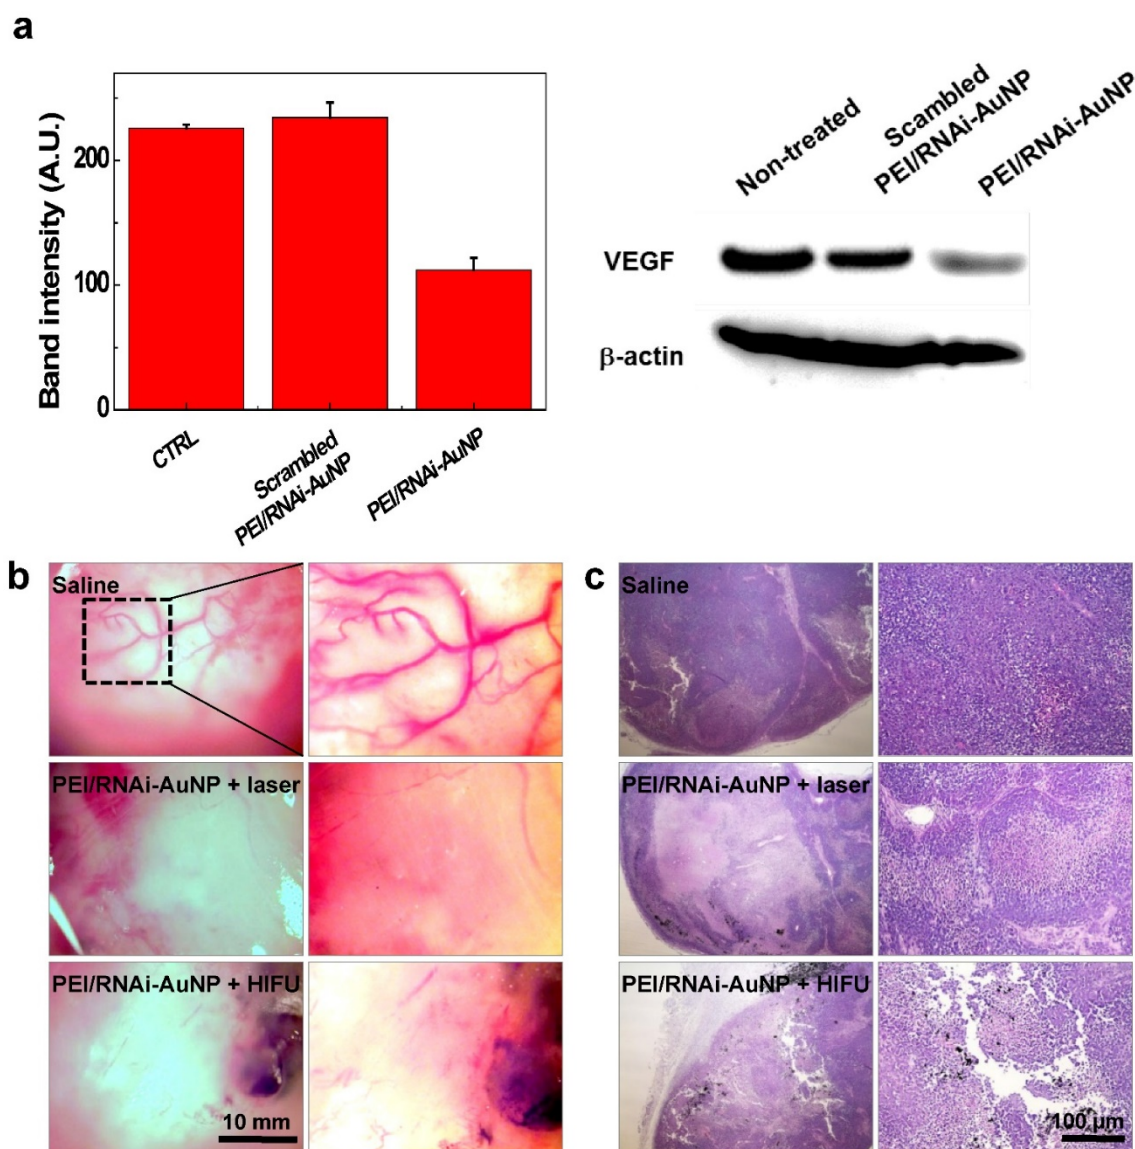 a
Band intensity (A.U.)
200
100
0
CTRL
Scrambled
PEI/RNAi-AuNP
PEI/RNAi-AuNP
Non-treated
Scambled
PEI/RNAi-AuNP
PEI/RNAi-AuNP
VEGF
β-actin
b
Saline
PEI/RNAi-AuNP + laser
PEI/RNAi-AuNP + HIFU
10 mm
c
Saline
PEI/RNAi-AuNP + laser
PEI/RNAi-AuNP + HIFU
100 µm